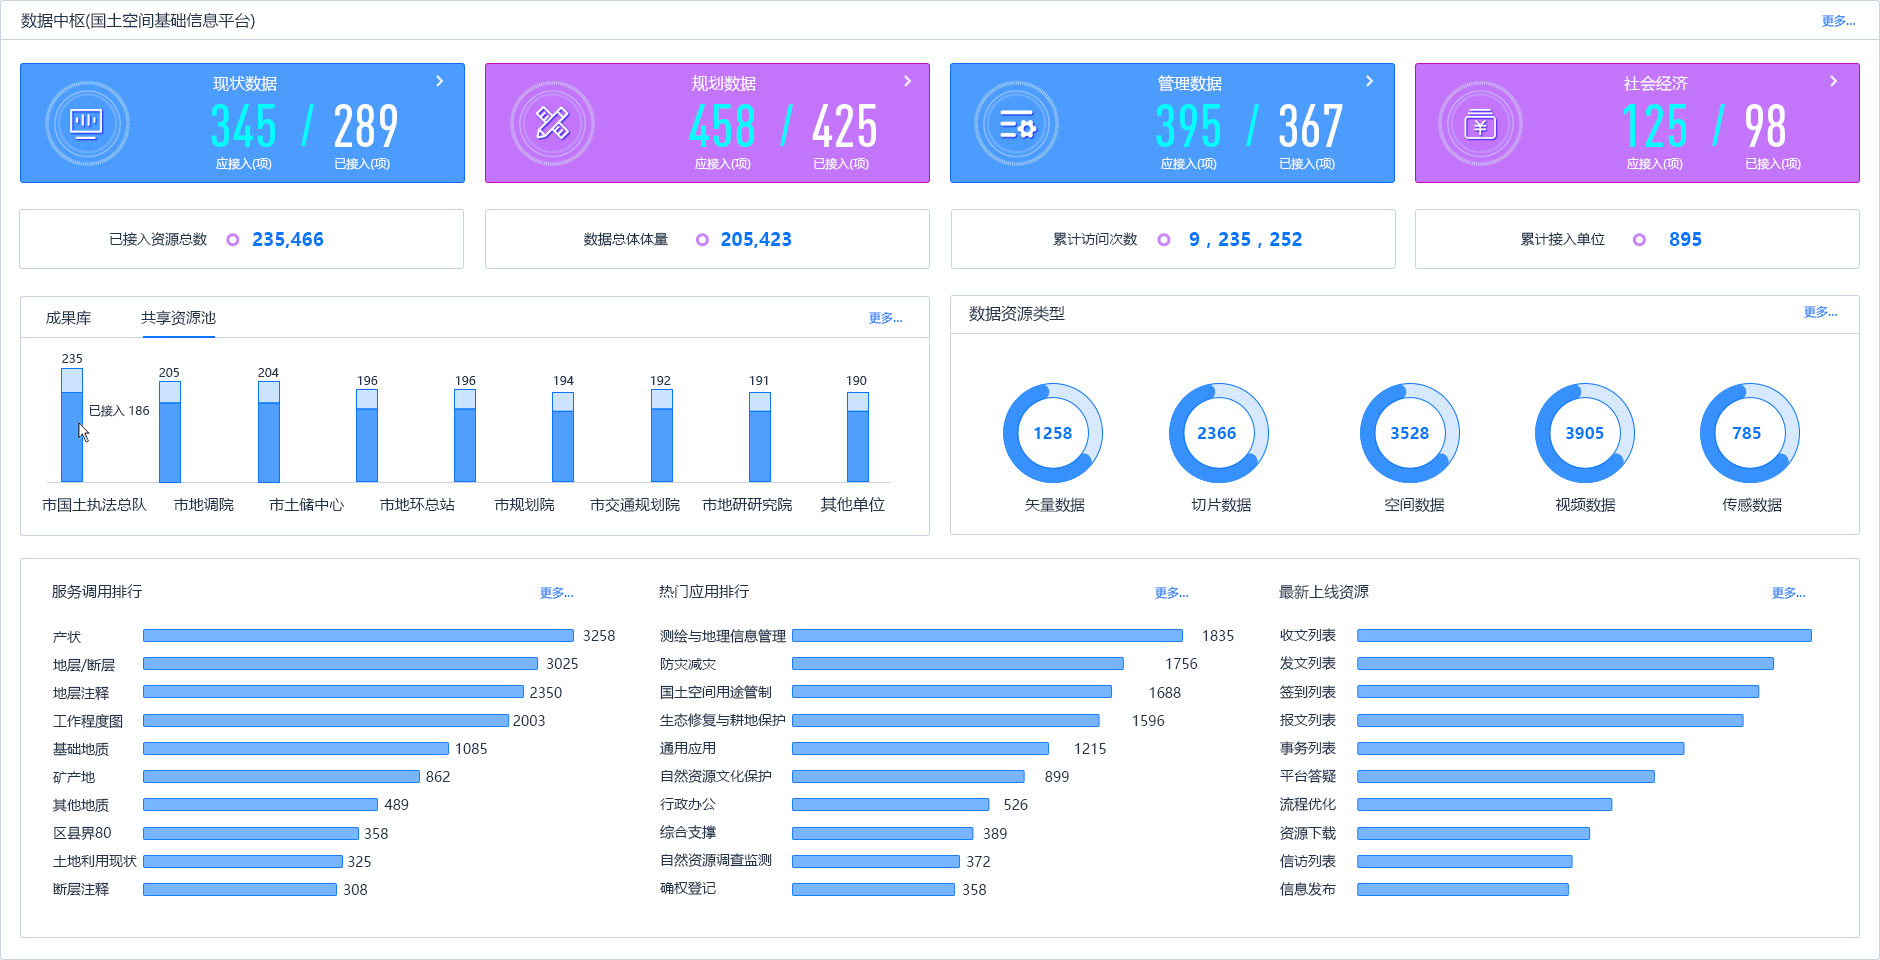 数据中枢(国土空间基础信息平台)
更多...
现状数据
345 / 289
应接入(项) 已接入(项)
规划数据
458 / 425
应接入(项) 已接入(项)
管理数据
395 / 367
应接入(项) 已接入(项)
社会经济
125 / 98
应接入(项) 已接入(项)
已接入资源总数 235,466
数据总体体量 205,423
累计访问次数 9 , 235 , 252
累计接入单位 895
成果库 共享资源池 更多...
235 205 204 196 196 194 192 191 190
已接入 186
市国土执法总队 市地调院 市土储中心 市地环总站 市规划院 市交通规划院 市地研研究院 其他单位
数据资源类型 更多...
1258 2366 3528 3905 785
矢量数据 切片数据 空间数据 视频数据 传感数据
服务调用排行 更多...
产状 3258
地层/断层 3025
地层注释 2350
工作程度图 2003
基础地质 1085
矿产地 862
其他地质 489
区县界80 358
土地利用现状 325
断层注释 308
热门应用排行 更多...
测绘与地理信息管理 1835
防灾减灾 1756
国土空间用途管制 1688
生态修复与耕地保护 1596
通用应用 1215
自然资源文化保护 899
行政办公 526
综合支撑 389
自然资源调查监测 372
确权登记 358
最新上线资源 更多...
收文列表
发文列表
签到列表
报文列表
事务列表
平台答疑
流程优化
资源下载
信访列表
信息发布